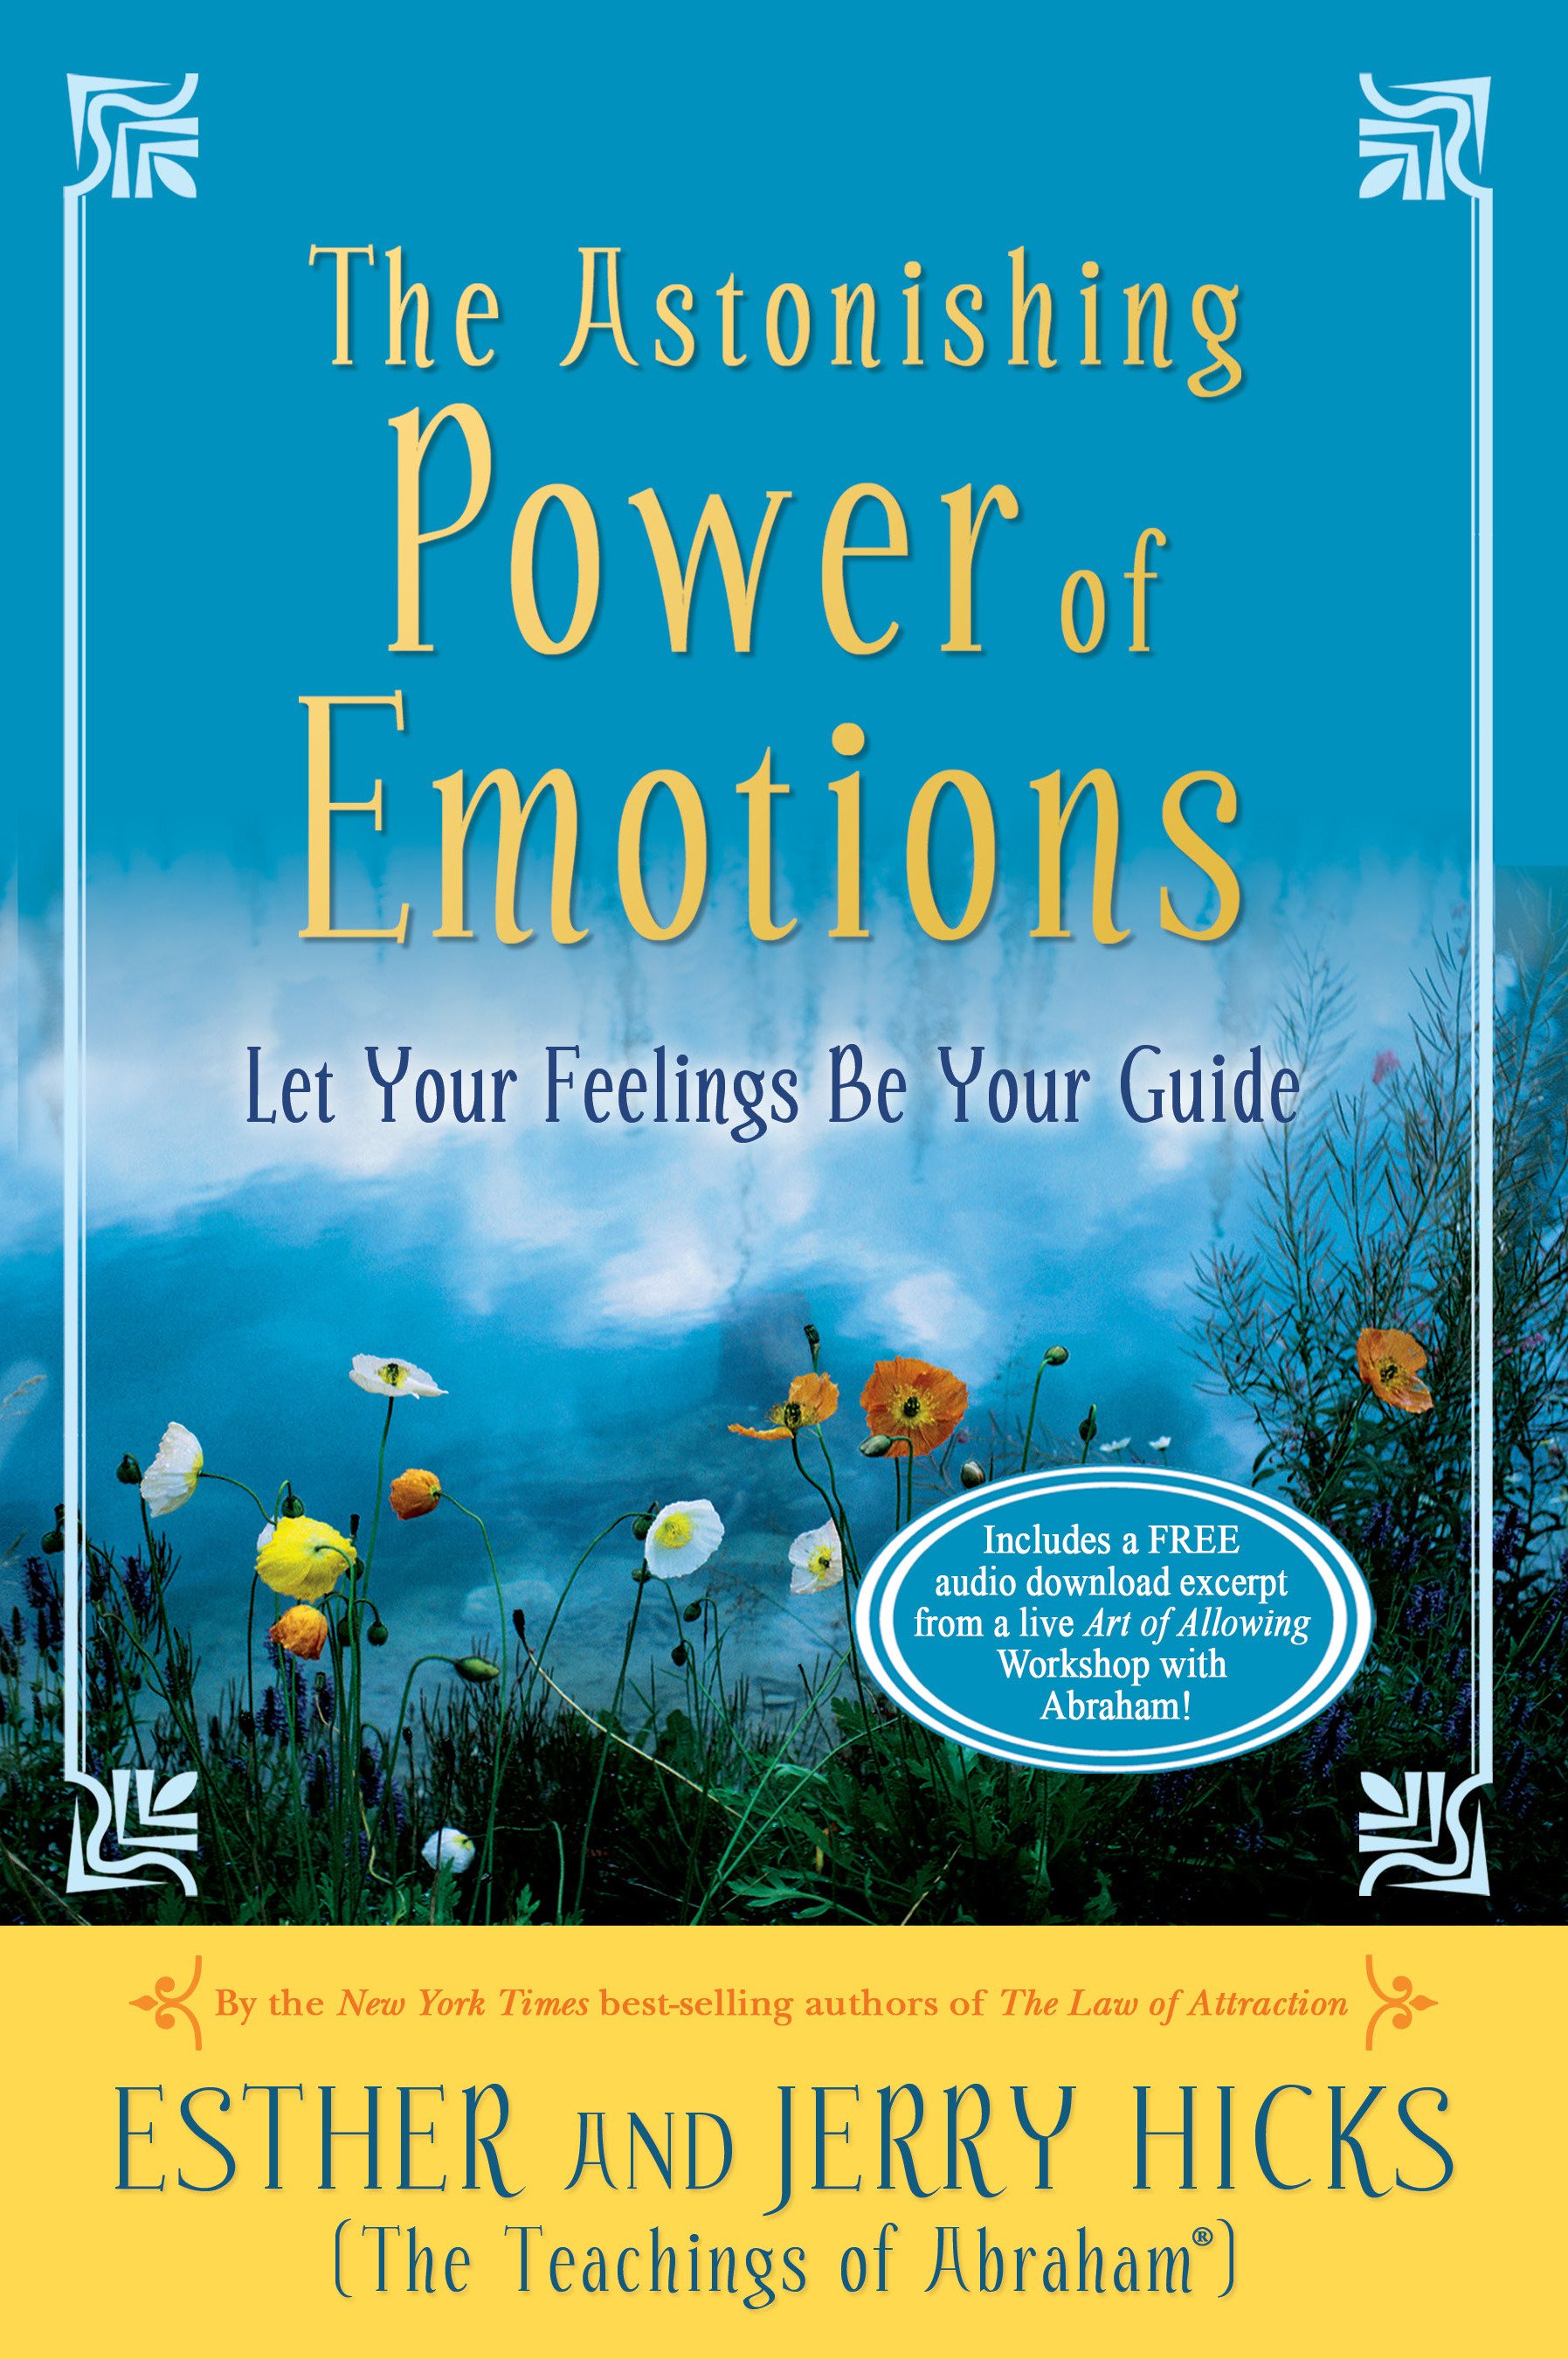 The Astonishing
Power of
Emotions
Let Your Feelings Be Your Guide
Includes a FREE
audio download excerpt
from a live Art of Allowing
Workshop with
Abraham!
By the New York Times best-selling authors of The Law of Attraction
ESTHER AND JERRY HICKS
(The Teachings of Abraham®)